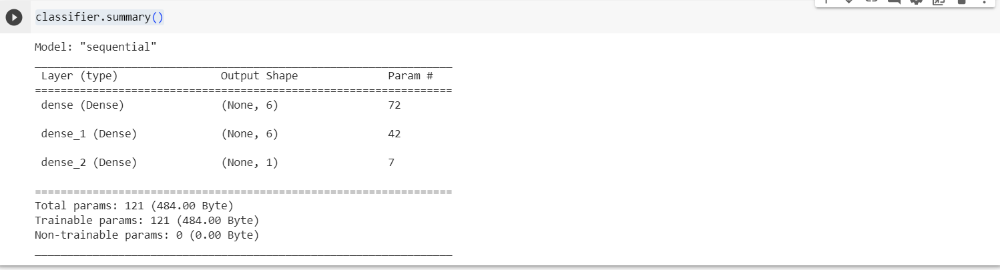 classifier.summary()
Model: "sequential"
Layer (type) Output Shape Param #
=================================================================
dense (Dense) (None, 6) 72
dense_1 (Dense) (None, 6) 42
dense_2 (Dense) (None, 1) 7
=================================================================
Total params: 121 (484.00 Byte)
Trainable params: 121 (484.00 Byte)
Non-trainable params: 0 (0.00 Byte)